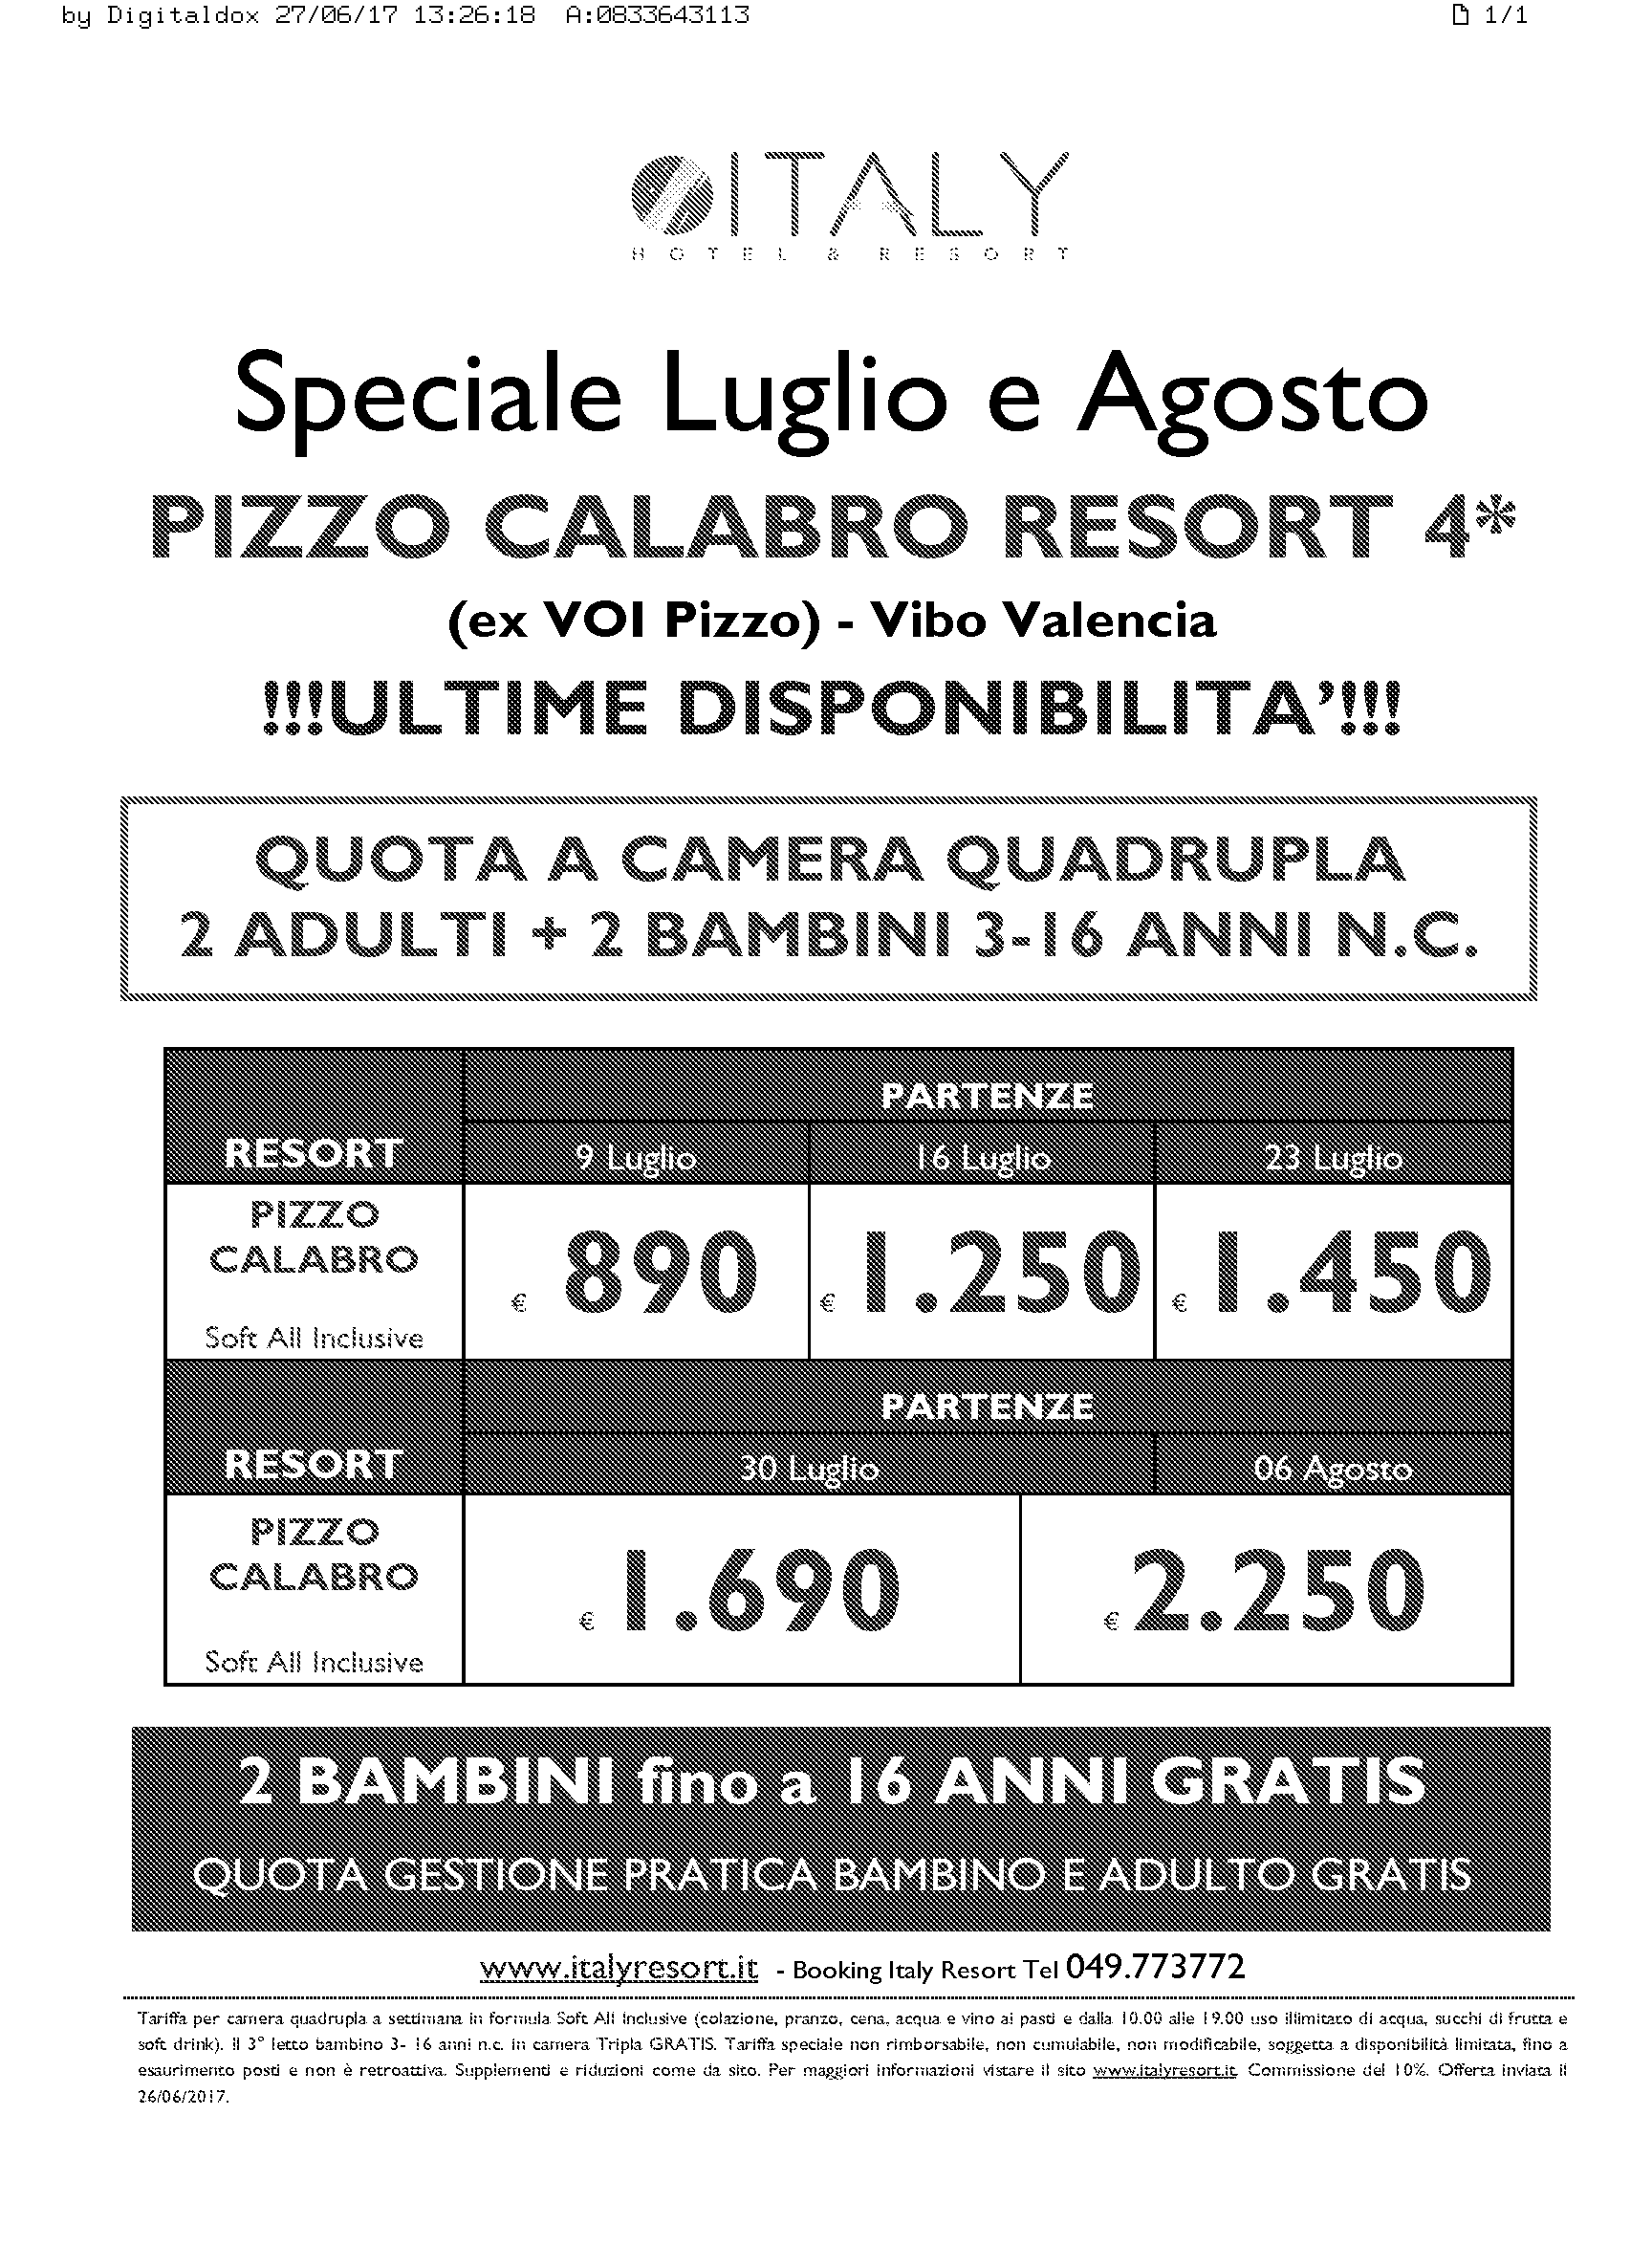 by Digitaldox 27/06/17 13:26:18 A:0833643113 1/1
ITALY
HOTEL & RESORT
Speciale Luglio e Agosto
PIZZO CALABRO RESORT 4*
(ex VOI Pizzo) - Vibo Valencia
!!!ULTIME DISPONIBILITA’!!!
QUOTA A CAMERA QUADRUPLA
2 ADULTI + 2 BAMBINI 3-16 ANNI N.C.
PARTENZE
RESORT 9 Luglio 16 Luglio 23 Luglio
PIZZO
CALABRO
€ 890 € 1.250 € 1.450
Soft All Inclusive
PARTENZE
RESORT 30 Luglio 06 Agosto
PIZZO
CALABRO
€ 1.690 € 2.250
Soft All Inclusive
2 BAMBINI fino a 16 ANNI GRATIS
QUOTA GESTIONE PRATICA BAMBINO E ADULTO GRATIS
www.italyresort.it - Booking Italy Resort Tel 049.773772
Tariffa per camera quadrupla a settimana in formula Soft All Inclusive (colazione, pranzo, cena, acqua e vino ai pasti e dalla 10.00 alle 19.00 uso illimitato di acqua, succhi di frutta e
soft drink). Il 3° letto bambino 3- 16 anni n.c. in camera Tripla GRATIS. Tariffa speciale non rimborsabile, non cumulabile, non modificabile, soggetta a disponibilità limitata, fino a
esaurimento posti e non è retroattiva. Supplementi e riduzioni come da sito. Per maggiori informazioni vistare il sito www.italyresort.it Commissione del 10%. Offerta inviata il
26/06/2017.